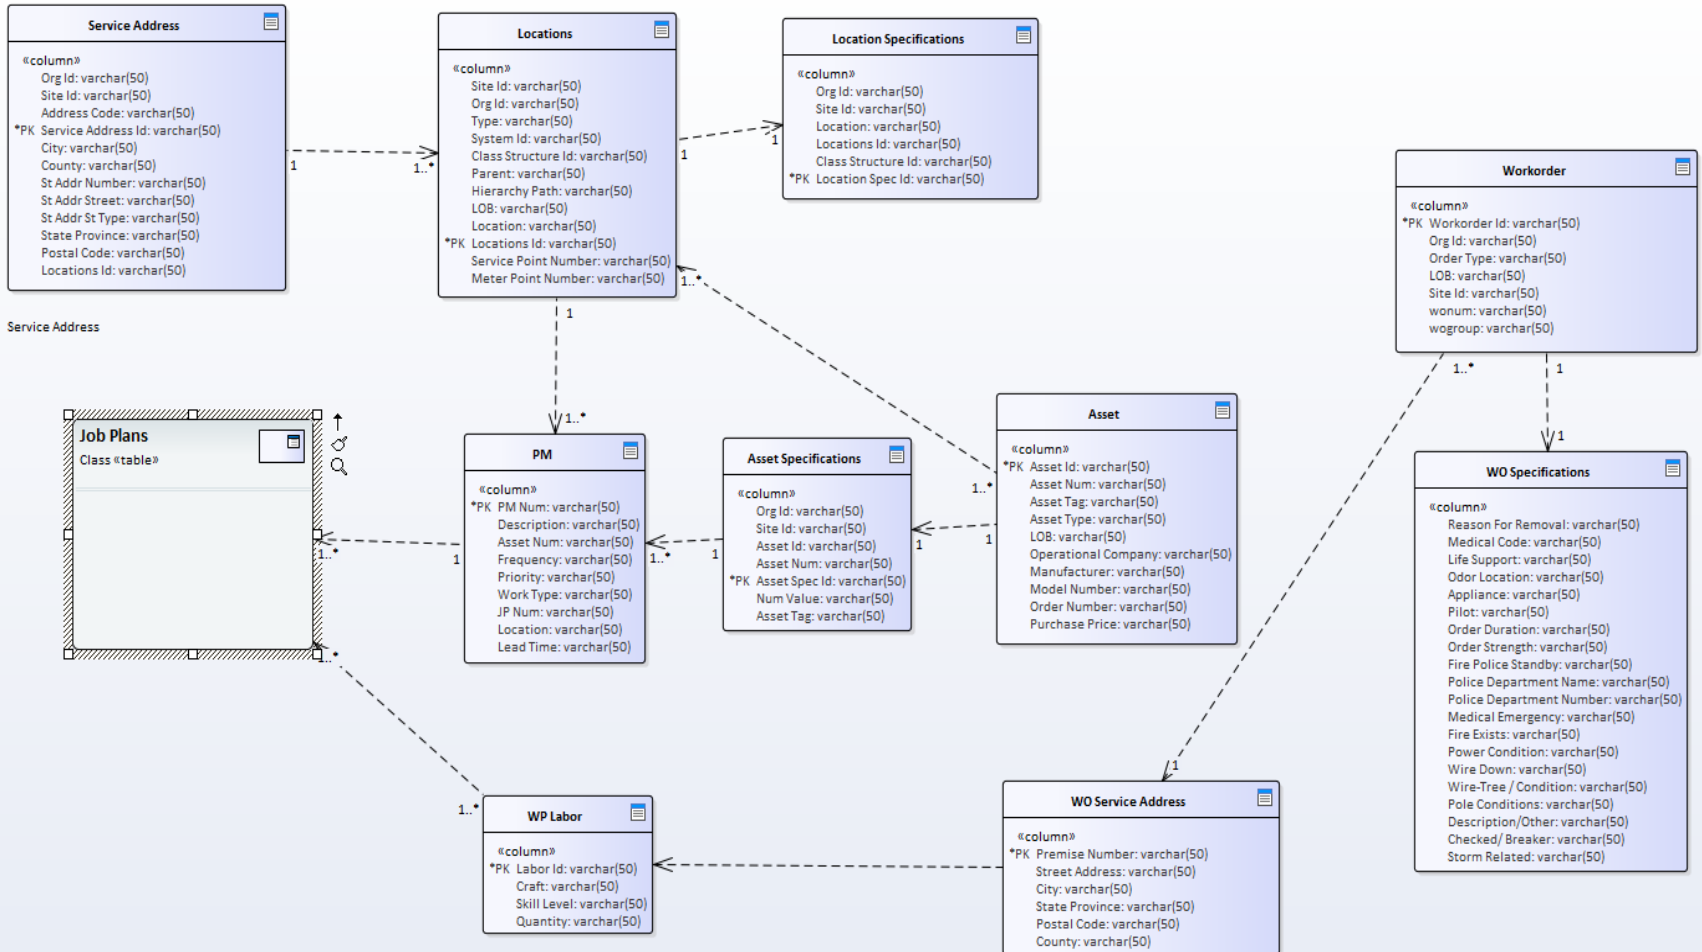 Service Address
«column»
Org Id: varchar(50)
Site Id: varchar(50)
Address Code: varchar(50)
*PK Service Address Id: varchar(50)
City: varchar(50)
County: varchar(50)
St Addr Number: varchar(50)
St Addr Street: varchar(50)
St Addr St Type: varchar(50)
State Province: varchar(50)
Postal Code: varchar(50)
Locations Id: varchar(50)
1
1..*
Locations
«column»
Site Id: varchar(50)
Org Id: varchar(50)
Type: varchar(50)
System Id: varchar(50)
Class Structure Id: varchar(50)
Parent: varchar(50)
Hierarchy Path: varchar(50)
LOB: varchar(50)
Location: varchar(50)
*PK Locations Id: varchar(50)
Service Point Number: varchar(50)
Meter Point Number: varchar(50)
1
1
Location Specifications
«column»
Org Id: varchar(50)
Site Id: varchar(50)
Location: varchar(50)
Locations Id: varchar(50)
Class Structure Id: varchar(50)
*PK Location Spec Id: varchar(50)
1..*
1
Workorder
«column»
*PK Workorder Id: varchar(50)
Org Id: varchar(50)
Order Type: varchar(50)
LOB: varchar(50)
Site Id: varchar(50)
wonum: varchar(50)
wogroup: varchar(50)
1..*
1
Service Address
Job Plans
Class «table»
1..*
1..*
1..*
PM
«column»
*PK PM Num: varchar(50)
Description: varchar(50)
Asset Num: varchar(50)
Frequency: varchar(50)
Priority: varchar(50)
Work Type: varchar(50)
JP Num: varchar(50)
Location: varchar(50)
Lead Time: varchar(50)
1
1..*
Asset Specifications
«column»
Org Id: varchar(50)
Site Id: varchar(50)
Asset Id: varchar(50)
Asset Num: varchar(50)
*PK Asset Spec Id: varchar(50)
Num Value: varchar(50)
Asset Tag: varchar(50)
1
1
1..*
1
Asset
«column»
*PK Asset Id: varchar(50)
Asset Num: varchar(50)
Asset Tag: varchar(50)
Asset Type: varchar(50)
LOB: varchar(50)
Operational Company: varchar(50)
Manufacturer: varchar(50)
Model Number: varchar(50)
Order Number: varchar(50)
Purchase Price: varchar(50)
1
WO Specifications
«column»
Reason For Removal: varchar(50)
Medical Code: varchar(50)
Life Support: varchar(50)
Odor Location: varchar(50)
Appliance: varchar(50)
Pilot: varchar(50)
Order Duration: varchar(50)
Order Strength: varchar(50)
Fire Police Standby: varchar(50)
Police Department Name: varchar(50)
Police Department Number: varchar(50)
Medical Emergency: varchar(50)
Fire Exists: varchar(50)
Power Condition: varchar(50)
Wire Down: varchar(50)
Wire-Tree / Condition: varchar(50)
Pole Conditions: varchar(50)
Description/Other: varchar(50)
Checked/ Breaker: varchar(50)
Storm Related: varchar(50)
1..*
WP Labor
«column»
*PK Labor Id: varchar(50)
Craft: varchar(50)
Skill Level: varchar(50)
Quantity: varchar(50)
1
WO Service Address
«column»
*PK Premise Number: varchar(50)
Street Address: varchar(50)
City: varchar(50)
State Province: varchar(50)
Postal Code: varchar(50)
County: varchar(50)